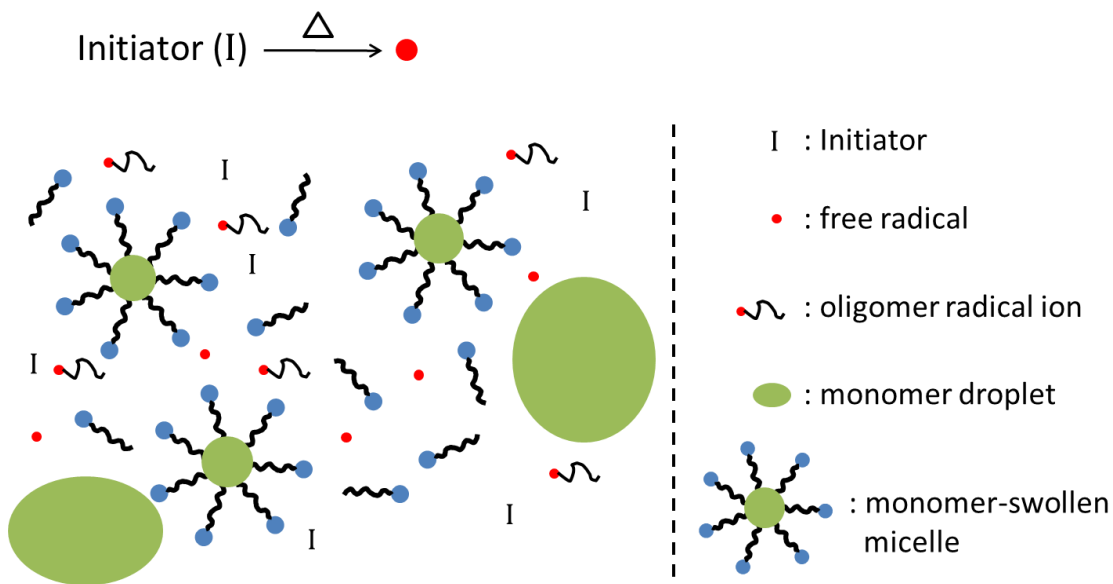 Initiator (I)
△
I : Initiator
: free radical
: oligomer radical ion
: monomer droplet
: monomer-swollen
micelle
I
I
I
I
I
I
I